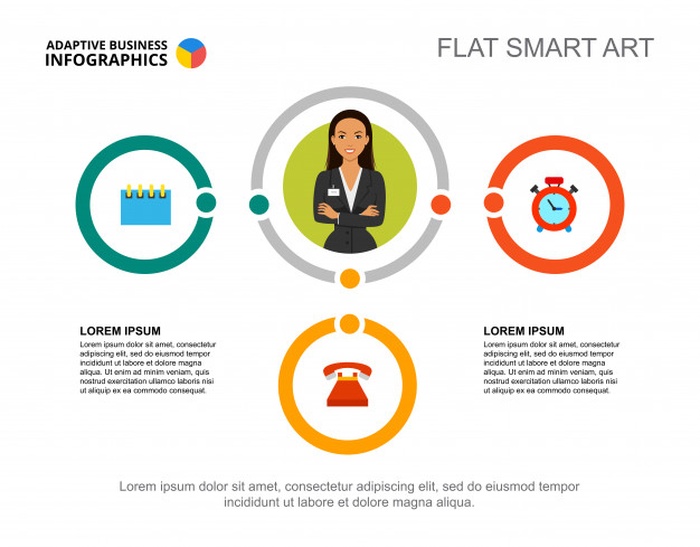 ADAPTIVE BUSINESS
INFOGRAPHICS
FLAT SMART ART
LOREM IPSUM
Lorem ipsum dolor sit amet, consectetur
adipiscing elit, sed do eiusmod tempor
incididunt ut labore et dolore magna
aliqua. Ut enim ad minim veniam, quis
nostrud exercitation ullamco laboris nisi
ut aliquip ex ea commodo consequat.
LOREM IPSUM
Lorem ipsum dolor sit amet, consectetur
adipiscing elit, sed do eiusmod tempor
incididunt ut labore et dolore magna
aliqua. Ut enim ad minim veniam, quis
nostrud exercitation ullamco laboris nisi
ut aliquip ex ea commodo consequat.
Lorem ipsum dolor sit amet, consectetur adipiscing elit, sed do eiusmod tempor
incididunt ut labore et dolore magna aliqua.